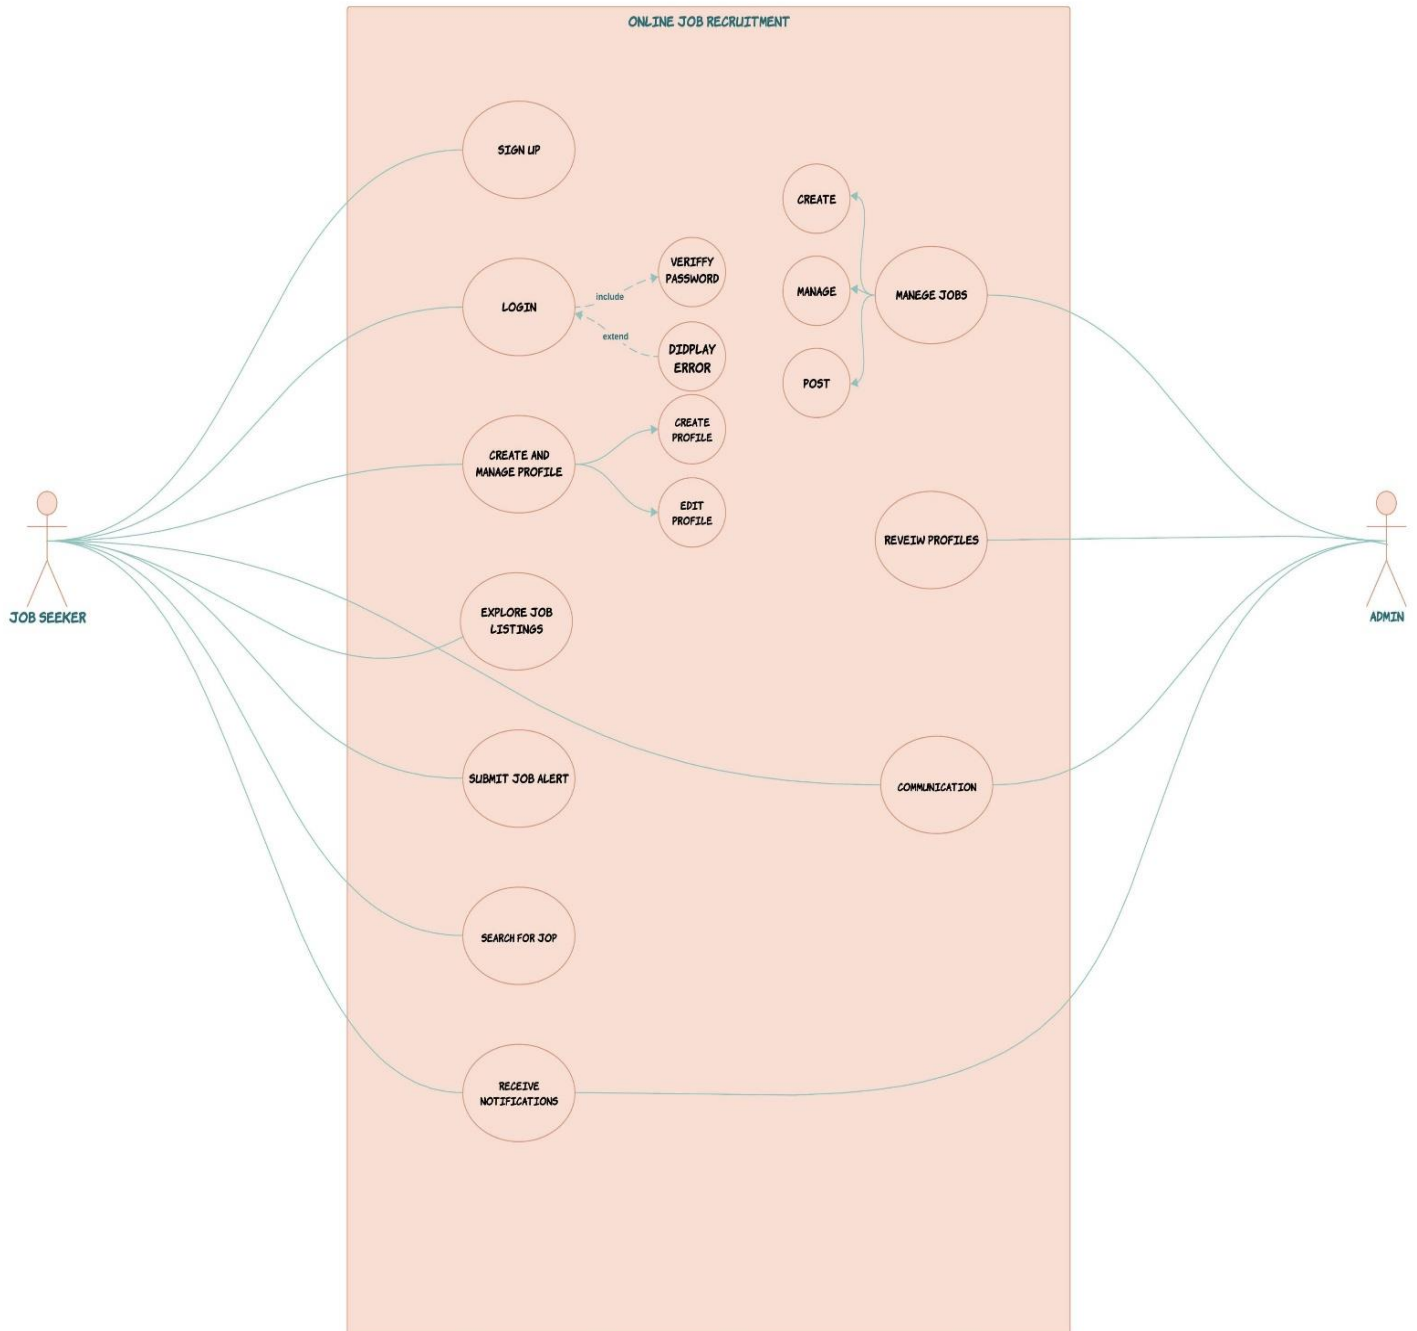 ONLINE JOB RECRUITMENT
SIGN UP
CREATE
VERIFFY
PASSWORD
include
LOGIN
MANAGE
MANEGE JOBS
extend
DIDPLAY
ERROR
POST
CREATE
PROFILE
CREATE AND
MANAGE PROFILE
EDIT
PROFILE
REVEIW PROFILES
JOB SEEKER
EXPLORE JOB
LISTINGS
ADMIN
SUBMIT JOB ALERT
COMMUNICATION
SEARCH FOR JOP
RECEIVE
NOTIFICATIONS